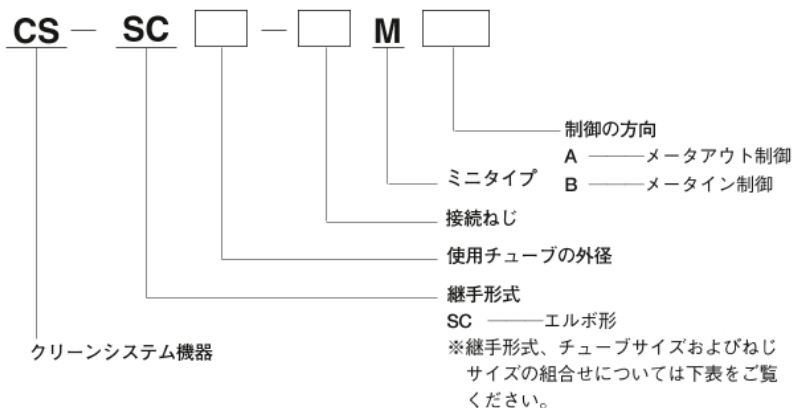 CS — SC □ — □ M □
制御の方向
A ———メータアウト制御
ミニタイプ
B ———メータイン制御
接続ねじ
使用チューブの外径
継手形式
SC ———エルボ形
クリーンシステム機器
※継手形式、チューブサイズおよびねじ
サイズの組合せについては下表をご覧
ください。